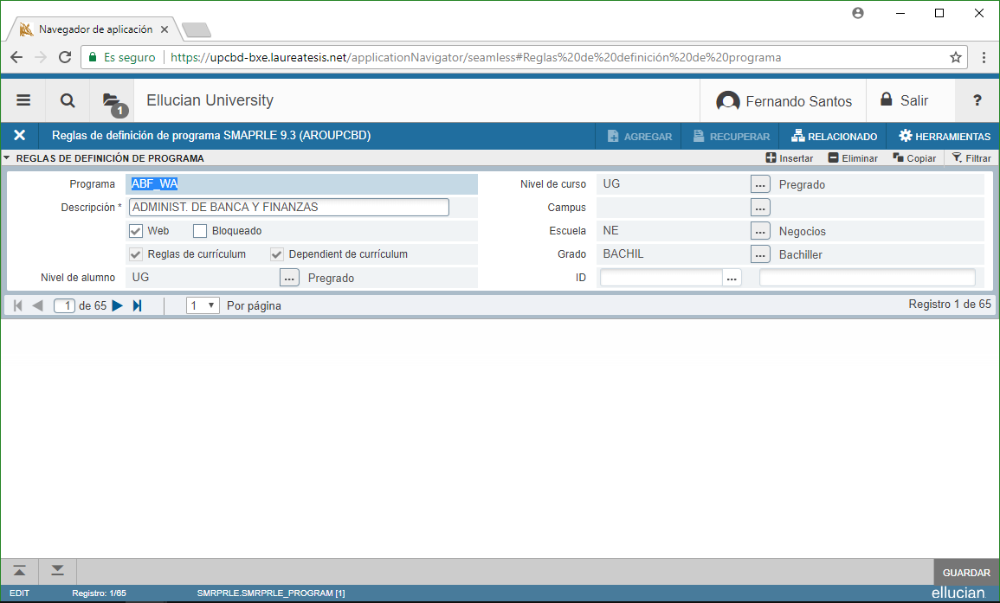 Navegador de aplicación
Es seguro https://upcbd-bxe.laureatesis.net/applicationNavigator/seamless#Reglas%20de%20definición%20de%20programa
1 Ellucian University Fernando Santos Salir ?
Reglas de definición de programa SMAPRLE 9.3 (AROUPCBD) AGREGAR RECUPERAR RELACIONADO HERRAMIENTAS
REGLAS DE DEFINICIÓN DE PROGRAMA Insertar Eliminar Copiar Filtrar
Programa ABF_WA Nivel de curso UG ... Pregrado
Descripción * ADMINIST. DE BANCA Y FINANZAS Campus ...
Web Bloqueado Escuela NE ... Negocios
Reglas de currículum Dependient de currículum Grado BACHIL ... Bachiller
Nivel de alumno UG ... Pregrado ID ...
1 de 65 1 Por página Registro 1 de 65
GUARDAR
EDIT Registro: 1/65 SMRPRLE.SMRPRLE_PROGRAM [1] ellucian